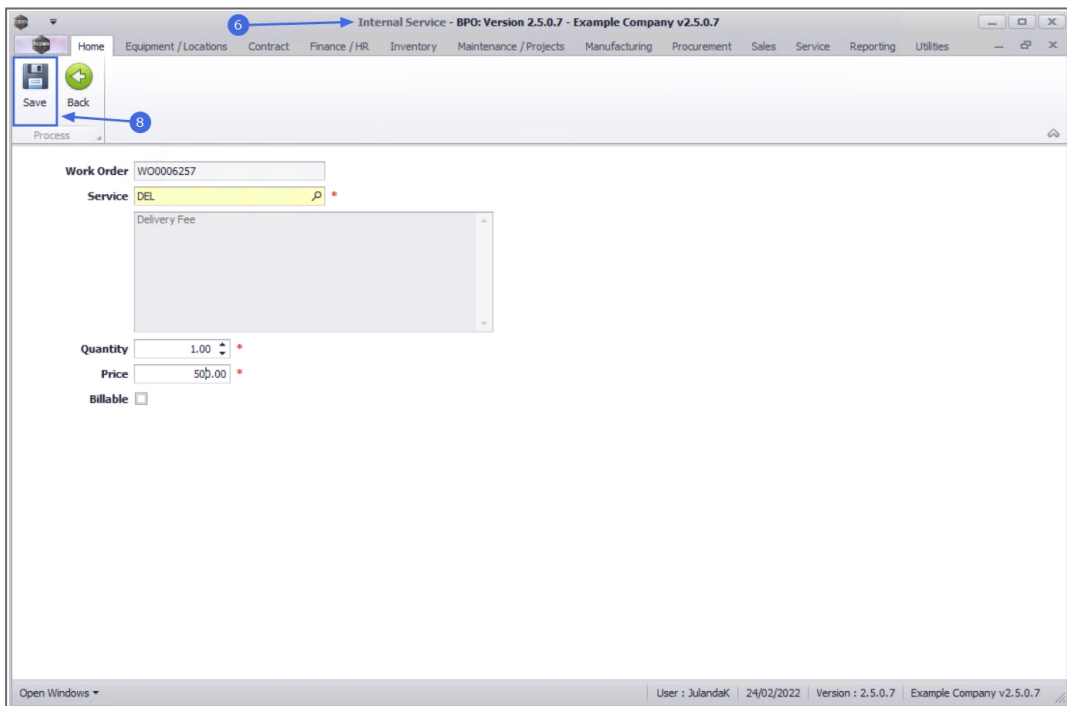 6 Internal Service - BPO: Version 2.5.0.7 - Example Company v2.5.0.7
Home Equipment / Locations Contract Finance / HR Inventory Maintenance / Projects Manufacturing Procurement Sales Service Reporting Utilities
Save Back
8
Process
Work Order WO0006257
Service DEL *
Delivery Fee
Quantity 1.00 *
Price 500.00 *
Billable
Open Windows User : JulandaK 24/02/2022 Version : 2.5.0.7 Example Company v2.5.0.7